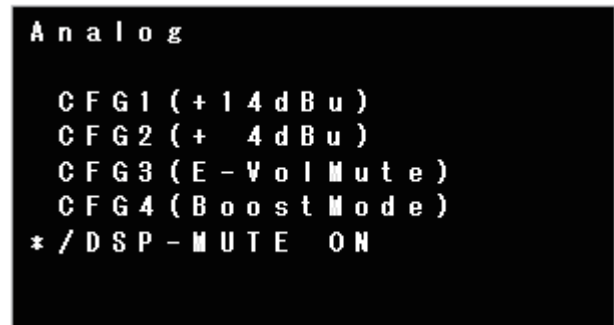 Analog
CFG1(+14dBu)
CFG2(+ 4dBu)
CFG3(E-VolMute)
CFG4(BoostMode)
*/DSP-MUTE ON